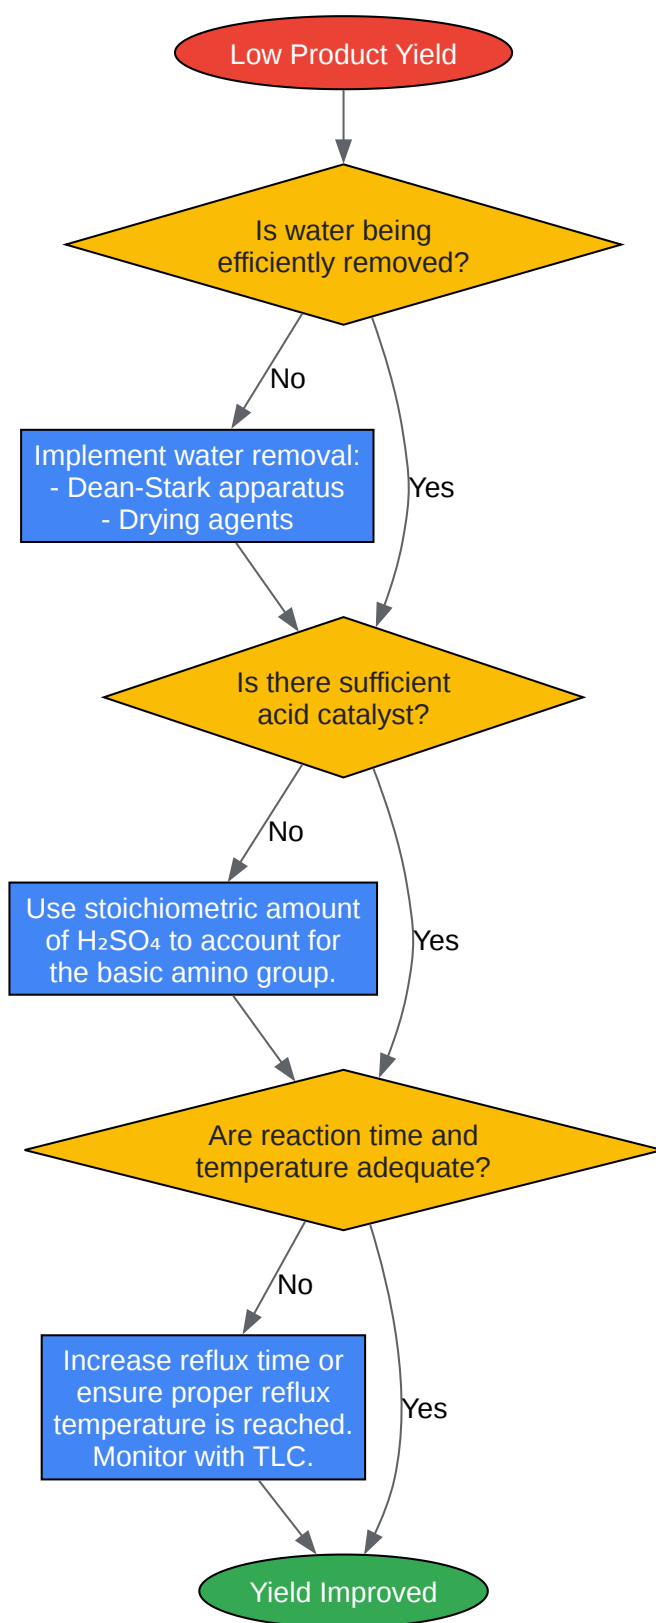 Low Product Yield
Is water being
efficiently removed?
No
Implement water removal:
- Dean-Stark apparatus
- Drying agents
Yes
Is there sufficient
acid catalyst?
No
Use stoichiometric amount
of H₂SO₄ to account for
the basic amino group.
Yes
Are reaction time and
temperature adequate?
No
Increase reflux time or
ensure proper reflux
temperature is reached.
Monitor with TLC.
Yes
Yield Improved